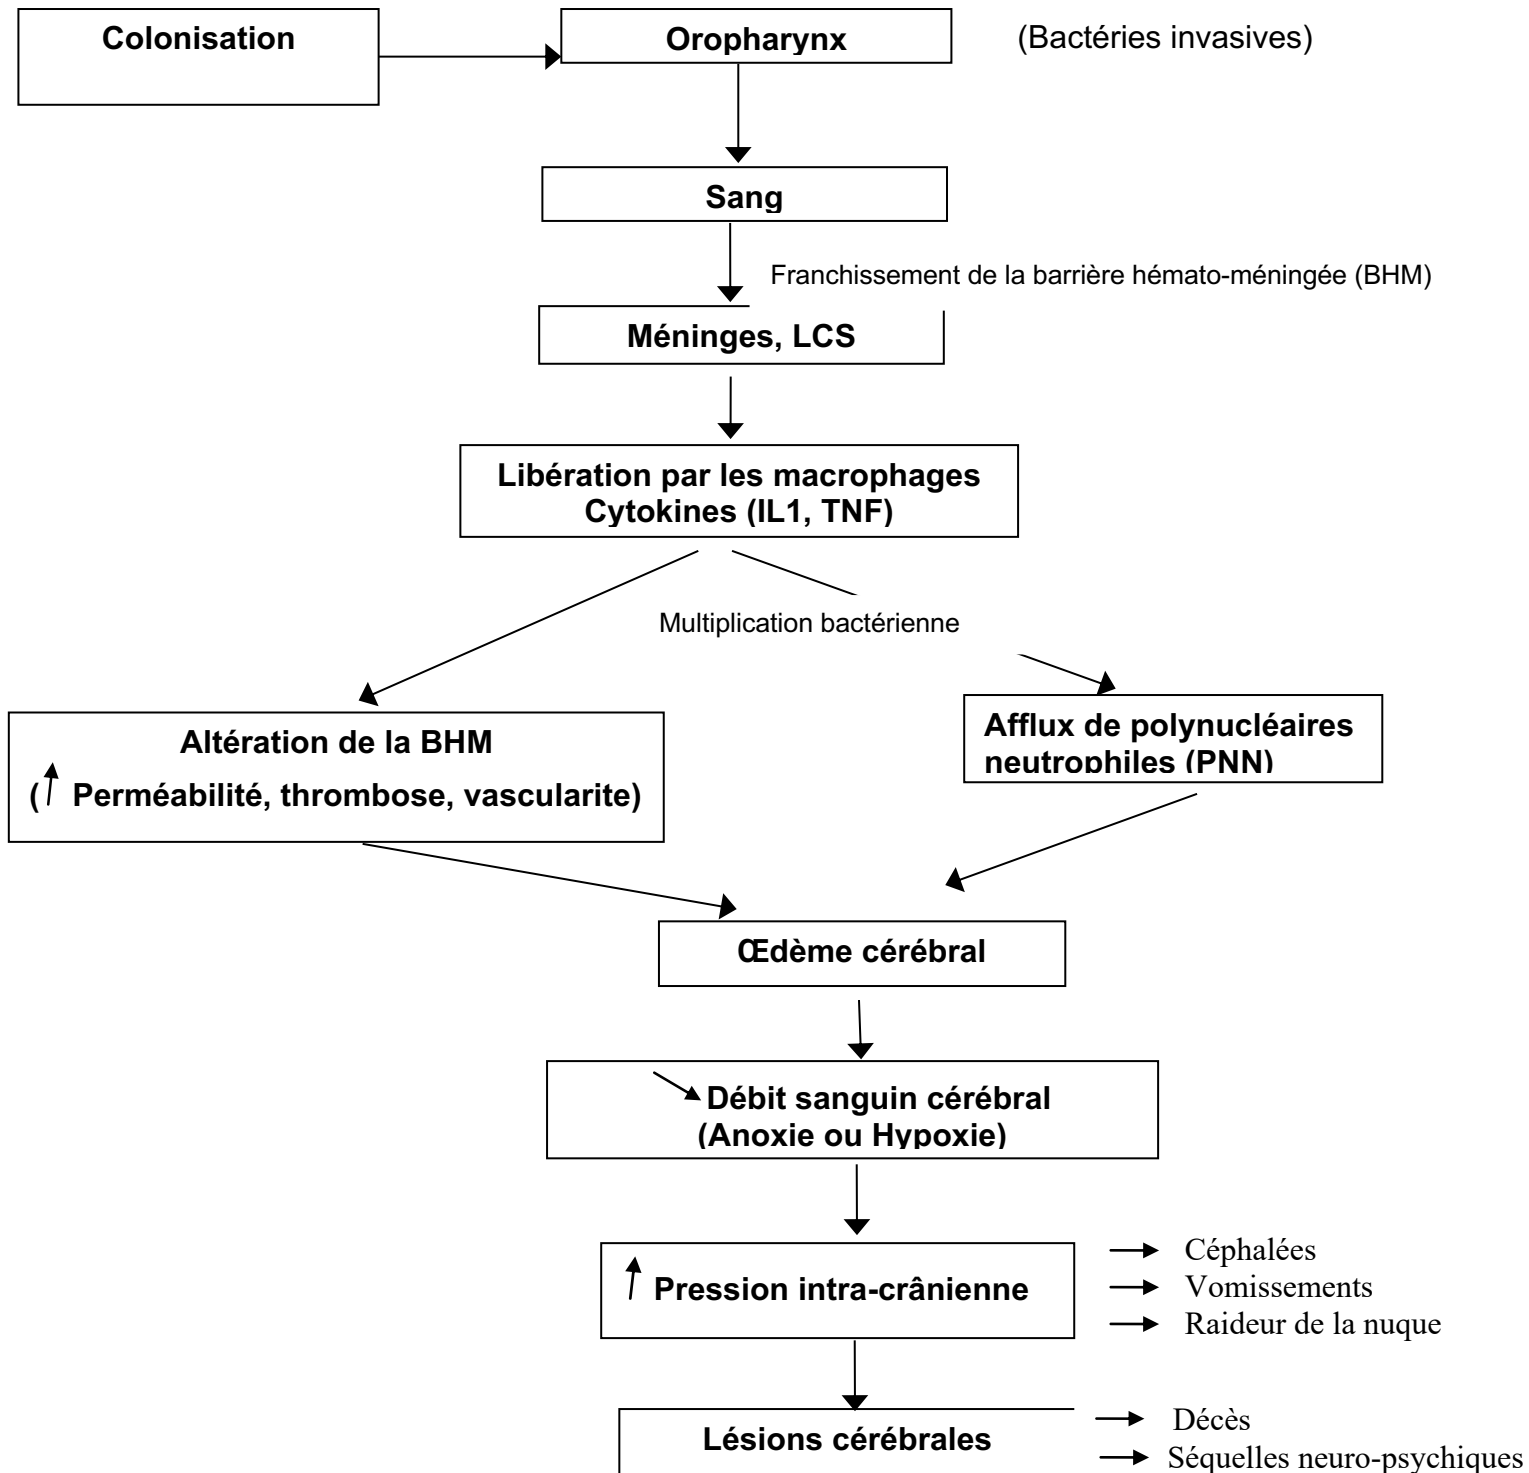 Colonisation
Oropharynx
(Bactéries invasives)
Sang
Franchissement de la barrière hémato-méningée (BHM)
Méninges, LCS
Libération par les macrophages
Cytokines (IL1, TNF)
Multiplication bactérienne
Altération de la BHM
(↑ Perméabilité, thrombose, vascularite)
Afflux de polynucléaires
neutrophiles (PNN)
Œdème cérébral
Débit sanguin cérébral
(Anoxie ou Hypoxie)
Pression intra-crânienne
Céphalées
Vomissements
Raideur de la nuque
Lésions cérébrales
Décès
Séquelles neuro-psychiques